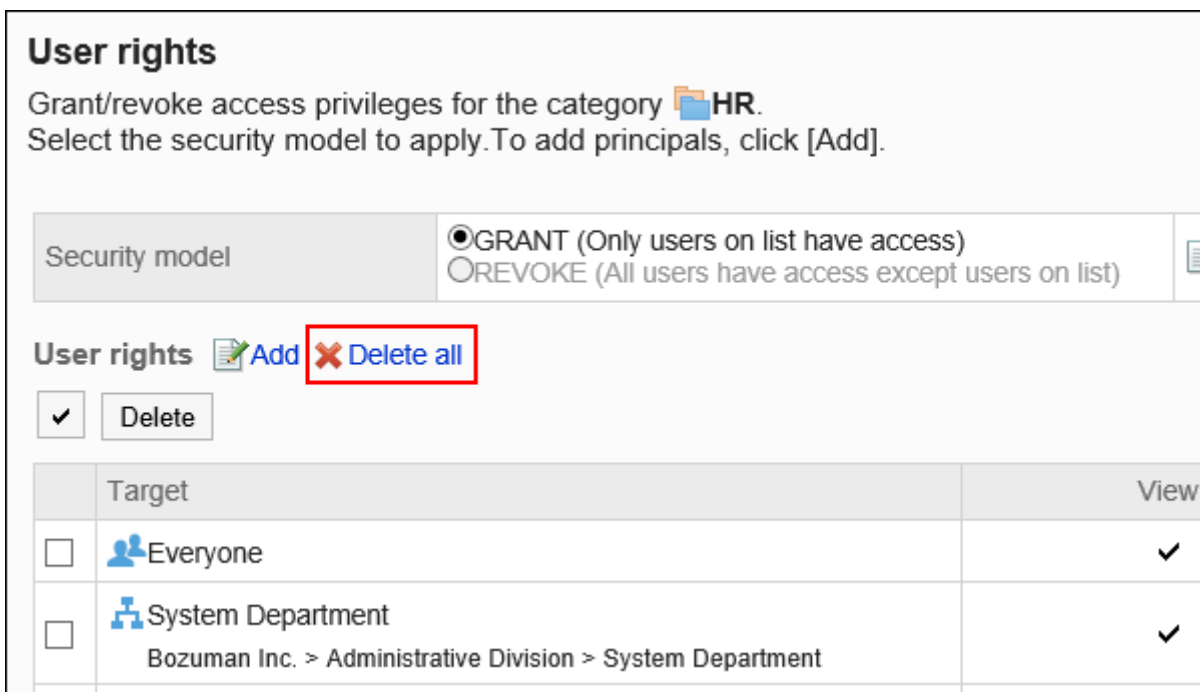 User rights
Grant/revoke access privileges for the category HR.
Select the security model to apply.To add principals, click [Add].
Security model
GRANT (Only users on list have access)
REVOKE (All users have access except users on list)
User rights Add Delete all
Delete
Target View
Everyone
System Department
Bozuman Inc. > Administrative Division > System Department